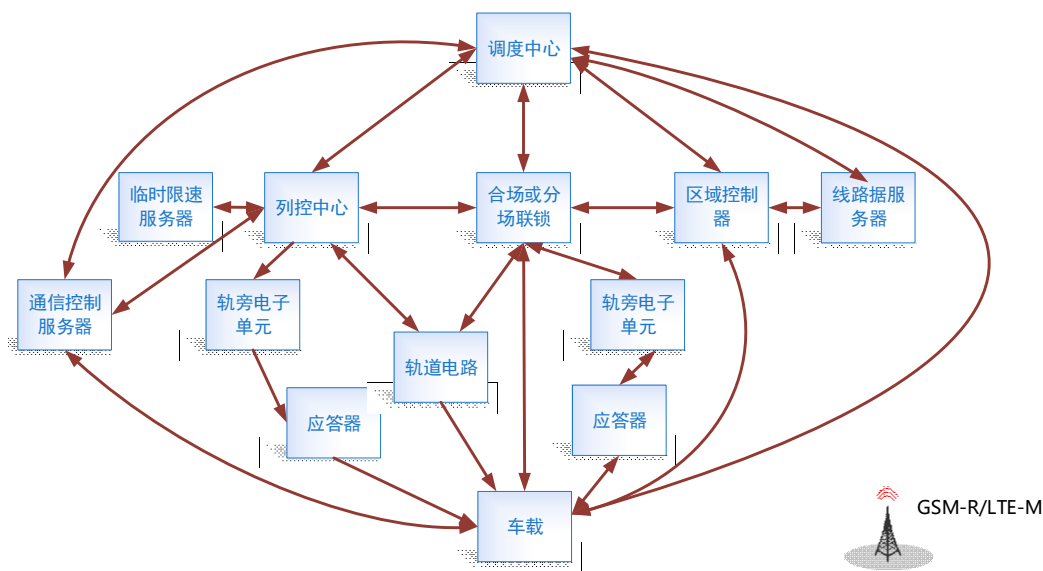 调度中心
临时限速
服务器
列控中心
合场或分
场联锁
区域控制
器
线路据服
务器
通信控制
服务器
轨旁电子
单元
轨道电路
轨旁电子
单元
应答器
应答器
车载
GSM-R/LTE-M